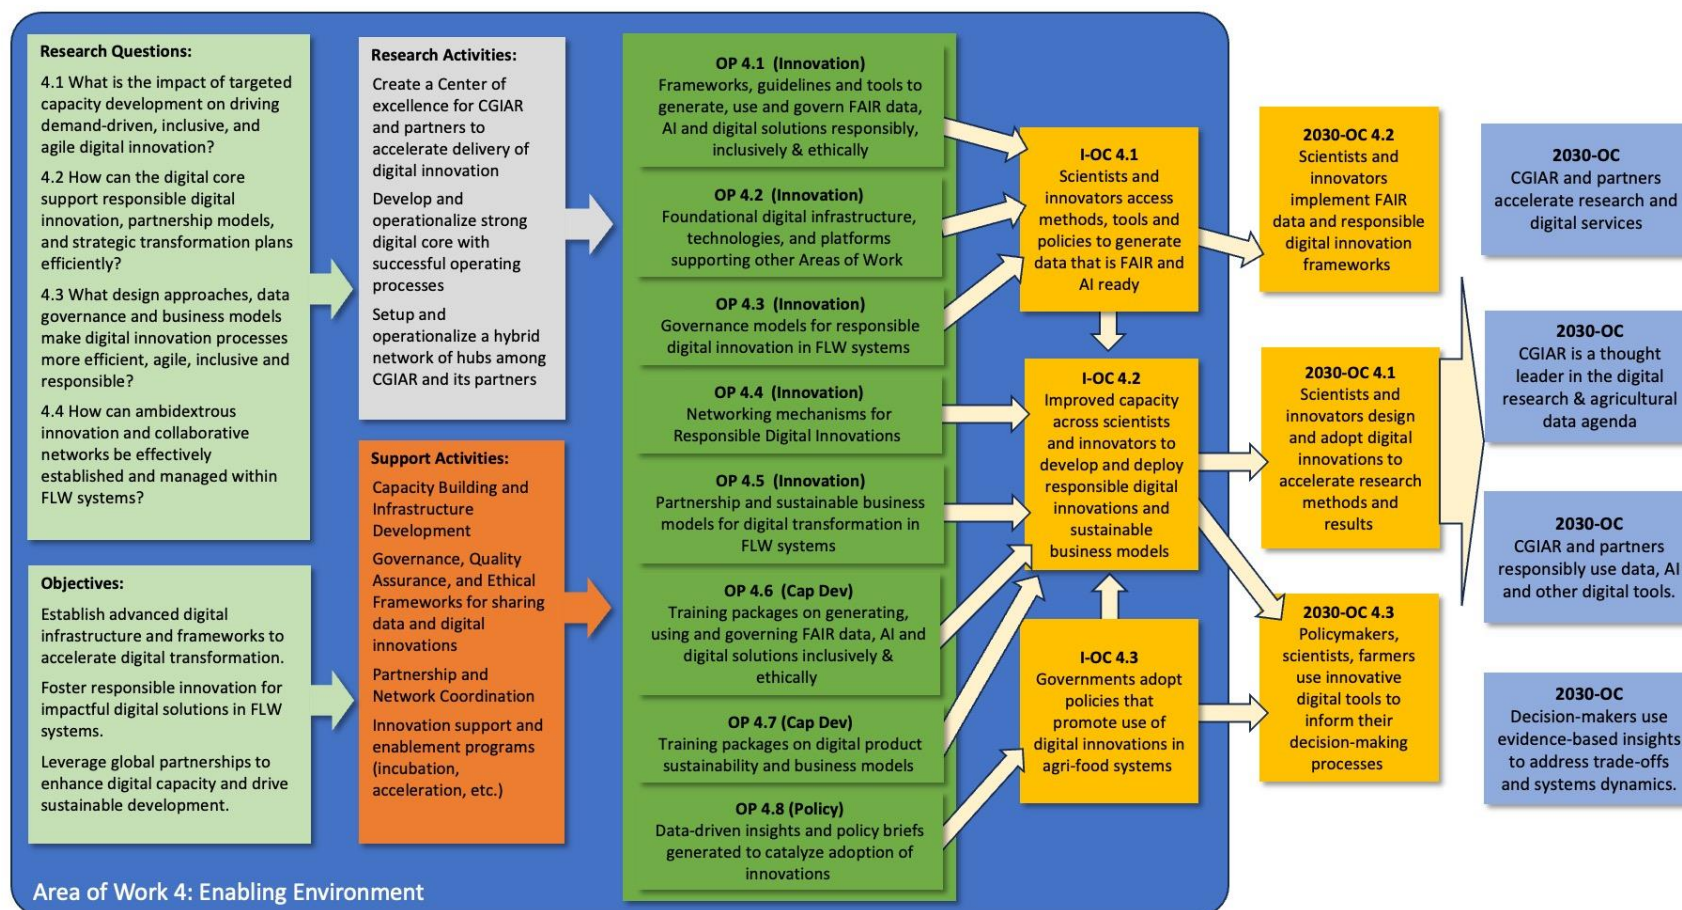 Research Questions:
4.1 What is the impact of targeted
capacity development on driving
demand-driven, inclusive, and
agile digital innovation?
4.2 How can the digital core
support responsible digital
innovation, partnership models,
and strategic transformation plans
efficiently?
4.3 What design approaches, data
governance and business models
make digital innovation processes
more efficient, agile, inclusive and
responsible?
4.4 How can ambidextrous
innovation and collaborative
networks be effectively
established and managed within
FLW systems?
Objectives:
Establish advanced digital
infrastructure and frameworks to
accelerate digital transformation.
Foster responsible innovation for
impactful digital solutions in FLW
systems.
Leverage global partnerships to
enhance digital capacity and drive
sustainable development.
Research Activities:
Create a Center of
excellence for CGIAR
and partners to
accelerate delivery of
digital innovation
Develop and
operationalize strong
digital core with
successful operating
processes
Setup and
operationalize a hybrid
network of hubs among
CGIAR and its partners
Support Activities:
Capacity Building and
Infrastructure
Development
Governance, Quality
Assurance, and Ethical
Frameworks for sharing
data and digital
innovations
Partnership and
Network Coordination
Innovation support and
enablement programs
(incubation,
acceleration, etc.)
OP 4.1 (Innovation)
Frameworks, guidelines and tools to
generate, use and govern FAIR data,
AI and digital solutions responsibly,
inclusively & ethically
OP 4.2 (Innovation)
Foundational digital infrastructure,
technologies, and platforms
supporting other Areas of Work
OP 4.3 (Innovation)
Governance models for responsible
digital innovation in FLW systems
OP 4.4 (Innovation)
Networking mechanisms for
Responsible Digital Innovations
OP 4.5 (Innovation)
Partnership and sustainable business
models for digital transformation in
FLW systems
OP 4.6 (Cap Dev)
Training packages on generating,
using and governing FAIR data, AI and
digital solutions inclusively &
ethically
OP 4.7 (Cap Dev)
Training packages on digital product
sustainability and business models
OP 4.8 (Policy)
Data-driven insights and policy briefs
generated to catalyze adoption of
innovations
I-OC 4.1
Scientists and
innovators access
methods, tools and
policies to generate
data that is FAIR and
AI ready
I-OC 4.2
Improved capacity
across scientists
and innovators to
develop and deploy
responsible digital
innovations and
sustainable
business models
I-OC 4.3
Governments adopt
policies that
promote use of
digital innovations in
agri-food systems
2030-OC 4.2
Scientists and
innovators
implement FAIR
data and responsible
digital innovation
frameworks
2030-OC 4.1
Scientists and
innovators design
and adopt digital
innovations to
accelerate research
methods and
results
2030-OC 4.3
Policymakers,
scientists, farmers
use innovative
digital tools to
inform their
decision-making
processes
2030-OC
CGIAR and partners
accelerate research and
digital services
2030-OC
CGIAR is a thought
leader in the digital
research & agricultural
data agenda
2030-OC
CGIAR and partners
responsibly use data, AI
and other digital tools.
2030-OC
Decision-makers use
evidence-based insights
to address trade-offs
and systems dynamics.
Area of Work 4: Enabling Environment